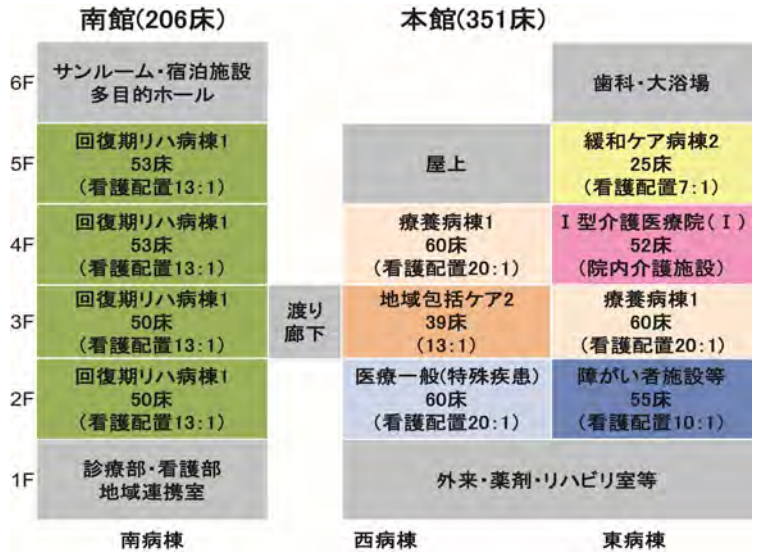 南館(206床)
本館(351床)
6F
サンルーム・宿泊施設
多目的ホール
歯科・大浴場
5F
回復期リハ病棟1
53床
(看護配置13:1)
屋上
緩和ケア病棟2
25床
(看護配置7:1)
4F
回復期リハ病棟1
53床
(看護配置13:1)
療養病棟1
60床
(看護配置20:1)
Ⅰ型介護医療院(Ⅰ)
52床
(院内介護施設)
3F
回復期リハ病棟1
50床
(看護配置13:1)
渡り
廊下
地域包括ケア2
39床
(13:1)
療養病棟1
60床
(看護配置20:1)
2F
回復期リハ病棟1
50床
(看護配置13:1)
医療一般(特殊疾患)
60床
(看護配置20:1)
障がい者施設等
55床
(看護配置10:1)
1F
診療部・看護部
地域連携室
外来・薬剤・リハビリ室等
南病棟
西病棟
東病棟